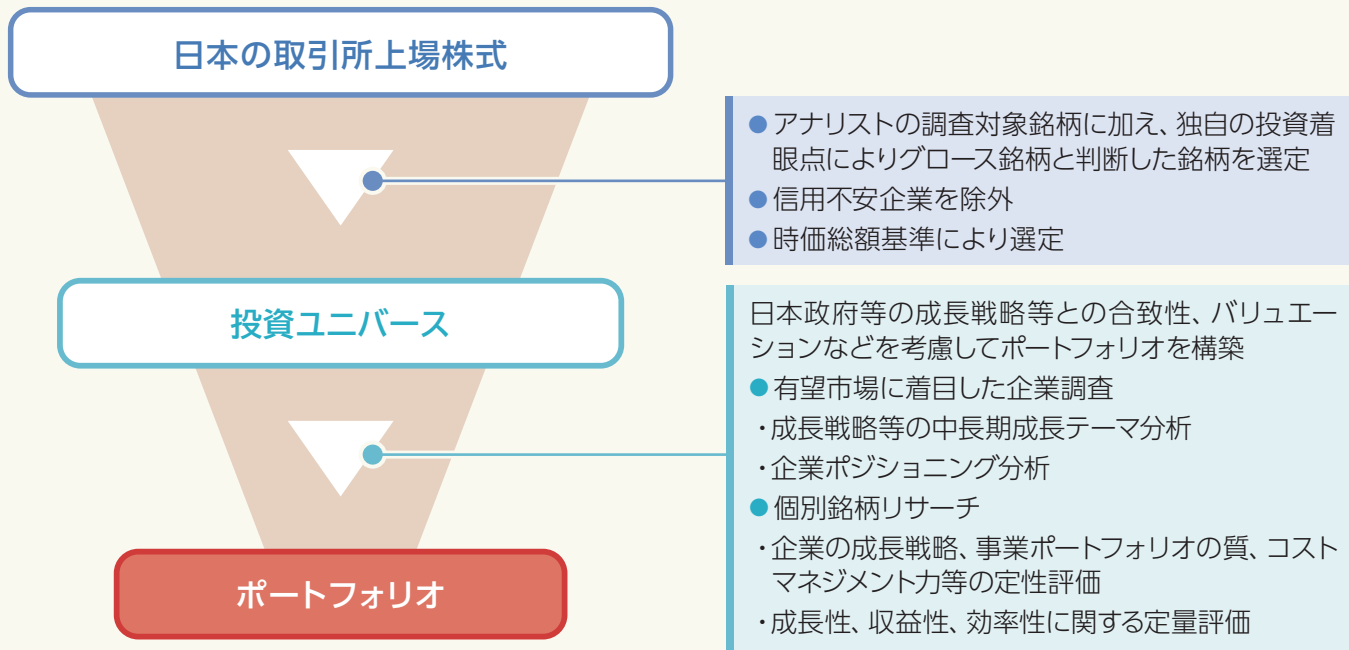 日本の取引所上場株式
●アナリストの調査対象銘柄に加え、独自の投資着
眼点によりグロース銘柄と判断した銘柄を選定
●信用不安企業を除外
●時価総額基準により選定
投資ユニバース
日本政府等の成長戦略等との合致性、バリュエー
ションなどを考慮してポートフォリオを構築
●有望市場に着目した企業調査
・成長戦略等の中長期成長テーマ分析
・企業ポジショニング分析
●個別銘柄リサーチ
・企業の成長戦略、事業ポートフォリオの質、コスト
マネジメント力等の定性評価
・成長性、収益性、効率性に関する定量評価
ポートフォリオ